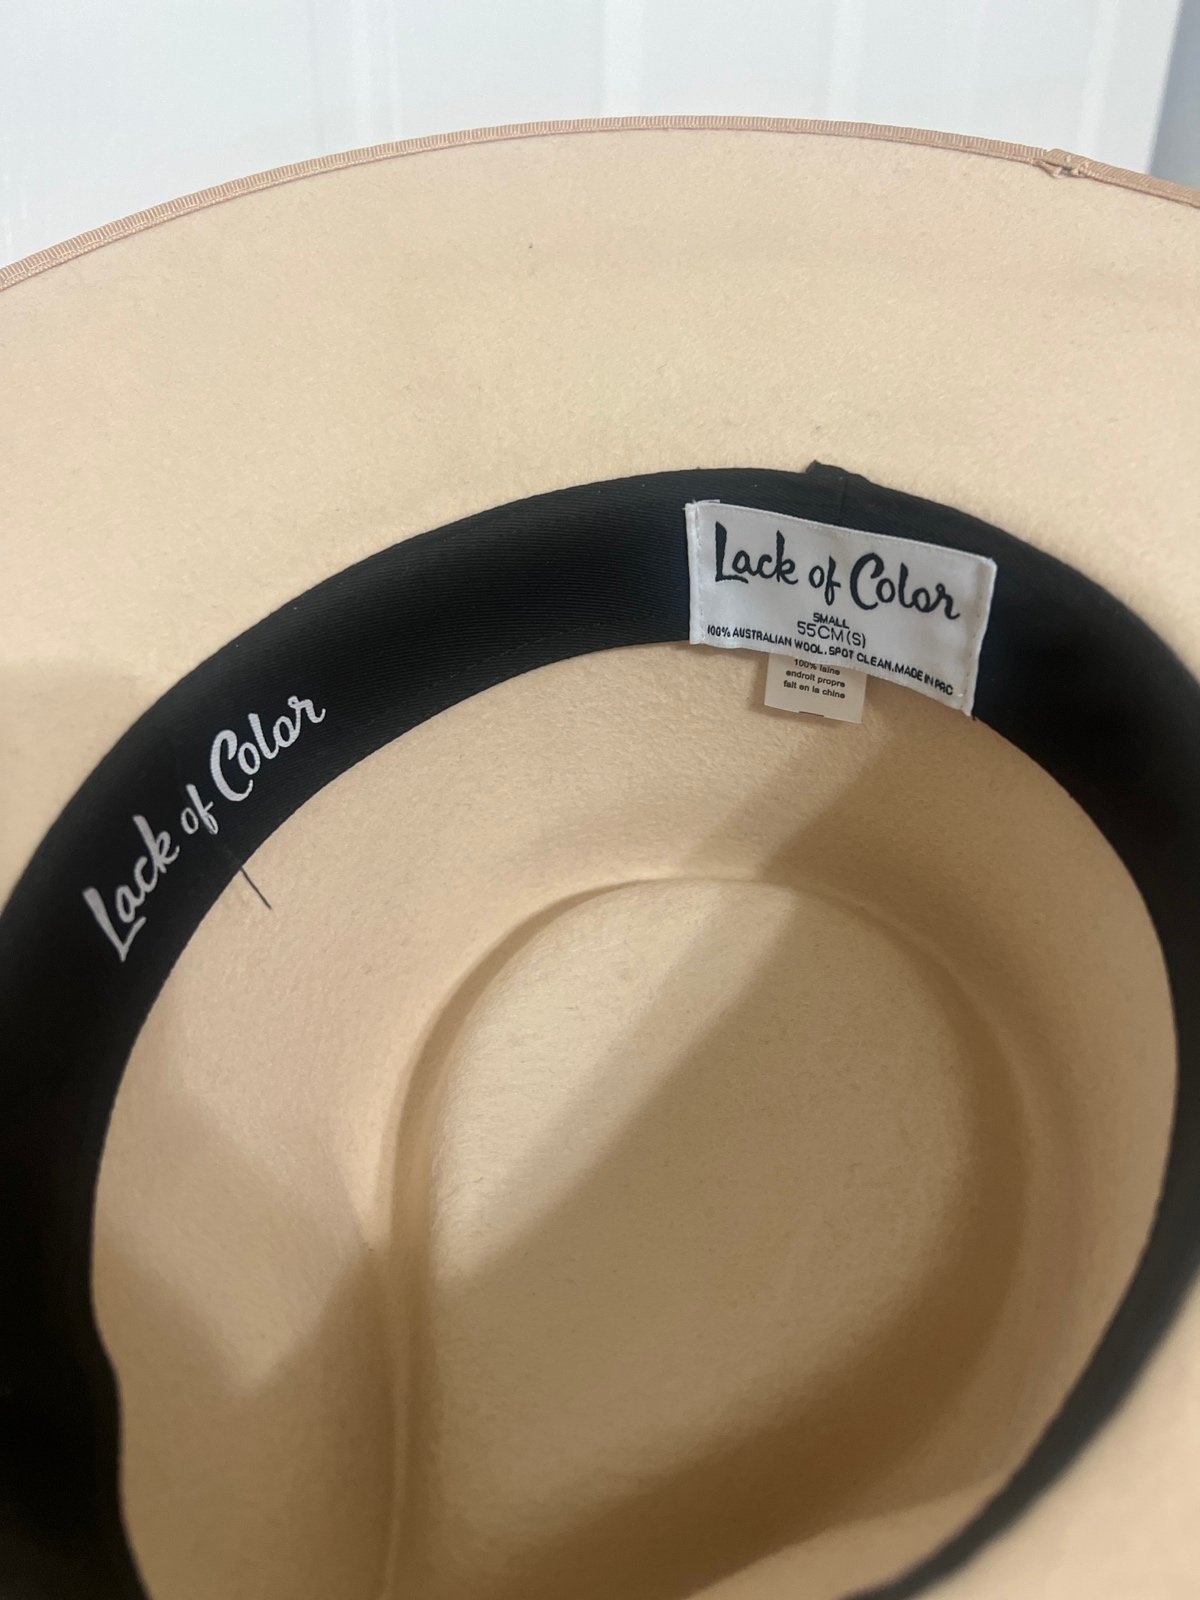 Lack of Color
SMALL
55CM(S)
100% AUSTRALIAN WOOL. SPOT CLEAN. MADE IN PRC
100% laine
endroit propre
fait en la chine
Lack of Color